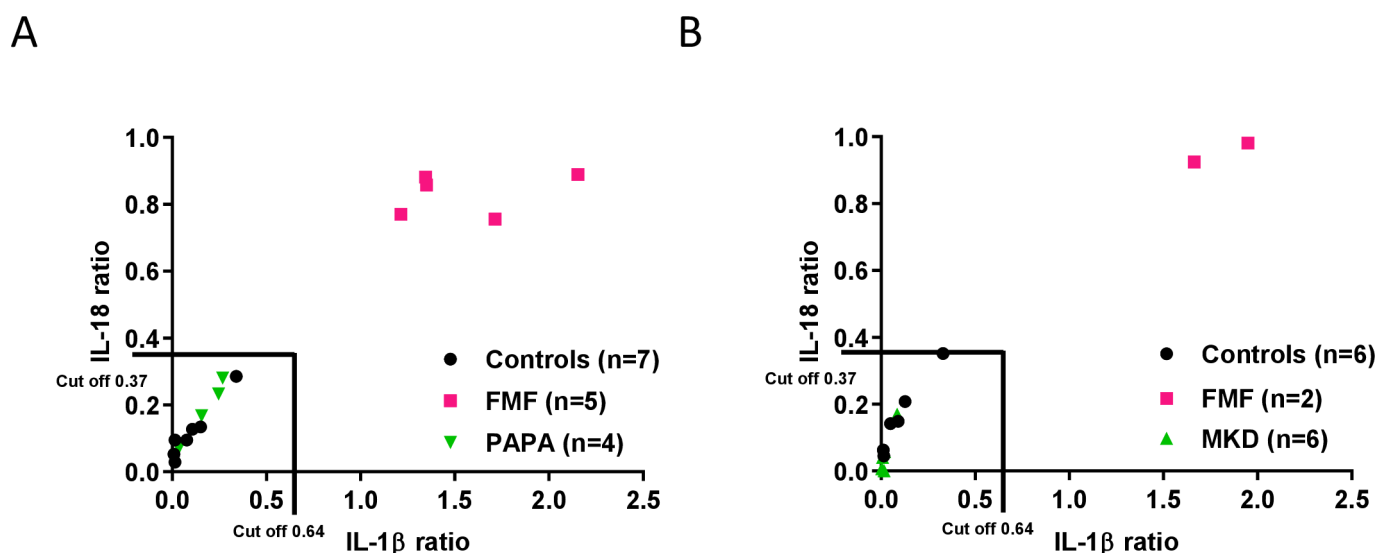 A
IL-18 ratio
1.0
0.8
0.6
0.4
0.2
0.0
Cut off 0.37
Controls (n=7)
FMF (n=5)
PAPA (n=4)
0.0 0.5 1.0 1.5 2.0 2.5
Cut off 0.64
IL-1β ratio
B
IL-18 ratio
1.0
0.8
0.6
0.4
0.2
0.0
Cut off 0.37
Controls (n=6)
FMF (n=2)
MKD (n=6)
0.0 0.5 1.0 1.5 2.0 2.5
Cut off 0.64
IL-1β ratio